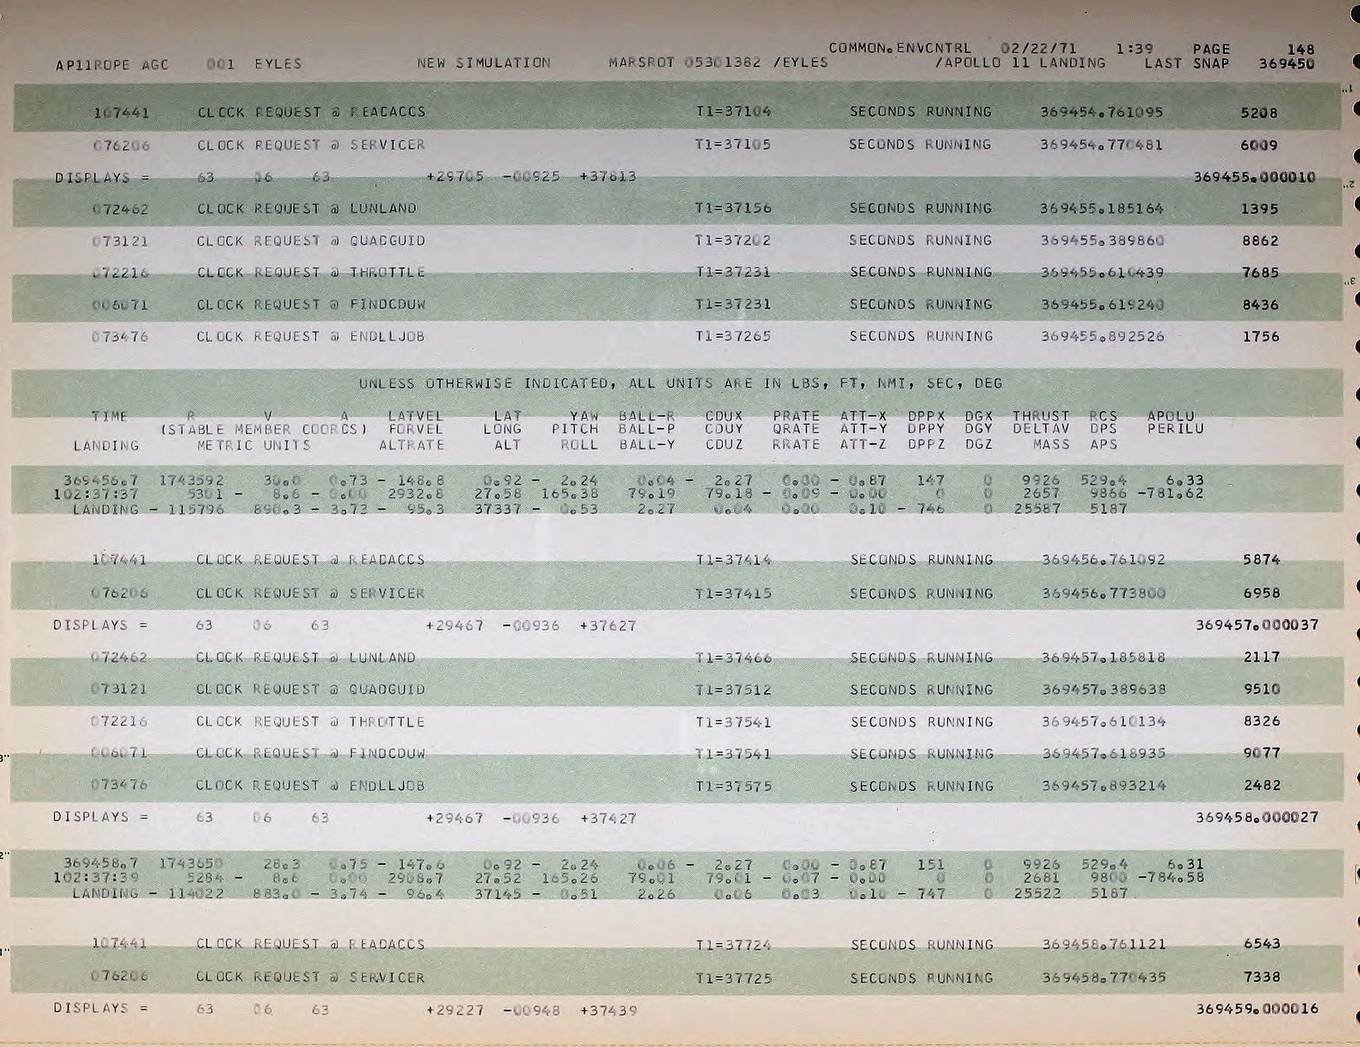 COMMON.ENVCNTRL 02/22/71 1:39 PAGE 148
AP11ROPE AGC 001 EYLES NEW SIMULATION MARSROT 05301382 /EYLES /APOLLO 11 LANDING LAST SNAP 369450
107441 CLOCK REQUEST @ READACCS T1=37104 SECONDS RUNNING 369454.761095 5208
076206 CLOCK REQUEST @ SERVICER T1=37105 SECONDS RUNNING 369454.770481 6009
DISPLAYS = 63 06 63 +29705 -00925 +37813 369455.000010
072462 CLOCK REQUEST @ LUNLAND T1=37156 SECONDS RUNNING 369455.185164 1395
073121 CLOCK REQUEST @ QUADGUID T1=37202 SECONDS RUNNING 369455.389860 8862
072216 CLOCK REQUEST @ THROTTLE T1=37231 SECONDS RUNNING 369455.610439 7685
006071 CLOCK REQUEST @ FINDCDUW T1=37231 SECONDS RUNNING 369455.619240 8436
073476 CLOCK REQUEST @ ENDLLJOB T1=37265 SECONDS RUNNING 369455.892526 1756
UNLESS OTHERWISE INDICATED, ALL UNITS ARE IN LBS, FT, NMI, SEC, DEG
TIME R V A LATVEL LAT YAW BALL-R CDUX PRATE ATT-X DPPX DGX THRUST RCS APOLU
(STABLE MEMBER COORDS) FORVEL LONG PITCH BALL-P CDUY QRATE ATT-Y DPPY DGY DELTAV DPS PERILU
LANDING METRIC UNITS ALTRATE ALT ROLL BALL-Y CDUZ RRATE ATT-Z DPPZ DGZ MASS APS
369456.7 1743592 30.0 0.73 - 148.8 0.92 - 2.24 0.04 - 2.27 0.00 - 0.87 147 0 9926 529.4 6.33
102:37:37 5301 - 8.6 - 0.00 2932.8 27.58 165.38 79.19 79.18 - 0.09 - 0.00 0 0 2657 9866 -781.62
LANDING - 115796 890.3 - 3.72 - 95.3 37337 - 0.53 2.27 0.04 0.00 0.10 - 746 0 25587 5187
107441 CLOCK REQUEST @ READACCS T1=37414 SECONDS RUNNING 369456.761092 5874
076206 CLOCK REQUEST @ SERVICER T1=37415 SECONDS RUNNING 369456.773800 6958
DISPLAYS = 63 06 63 +29467 -00936 +37627 369457.000037
072462 CLOCK REQUEST @ LUNLAND T1=37466 SECONDS RUNNING 369457.185818 2117
073121 CLOCK REQUEST @ QUADGUID T1=37512 SECONDS RUNNING 369457.389638 9510
072216 CLOCK REQUEST @ THROTTLE T1=37541 SECONDS RUNNING 369457.610134 8326
006071 CLOCK REQUEST @ FINDCDUW T1=37541 SECONDS RUNNING 369457.618935 9077
073476 CLOCK REQUEST @ ENDLLJOB T1=37575 SECONDS RUNNING 369457.893214 2482
DISPLAYS = 63 06 63 +29467 -00936 +37427 369458.000027
369458.7 1743650 28.3 0.75 - 147.6 0.92 - 2.24 0.06 - 2.27 0.00 - 0.87 151 0 9926 529.4 6.31
102:37:39 5284 - 8.6 0.00 2908.7 27.52 165.26 79.01 79.01 - 0.07 - 0.00 0 0 2681 9800 -784.58
LANDING - 114022 883.0 - 3.74 - 96.4 37145 - 0.51 2.26 0.06 0.03 0.10 - 747 0 25522 5187
107441 CLOCK REQUEST @ READACCS T1=37724 SECONDS RUNNING 369458.761121 6543
076206 CLOCK REQUEST @ SERVICER T1=37725 SECONDS RUNNING 369458.770435 7338
DISPLAYS = 63 06 63 +29227 -00948 +37439 369459.000016